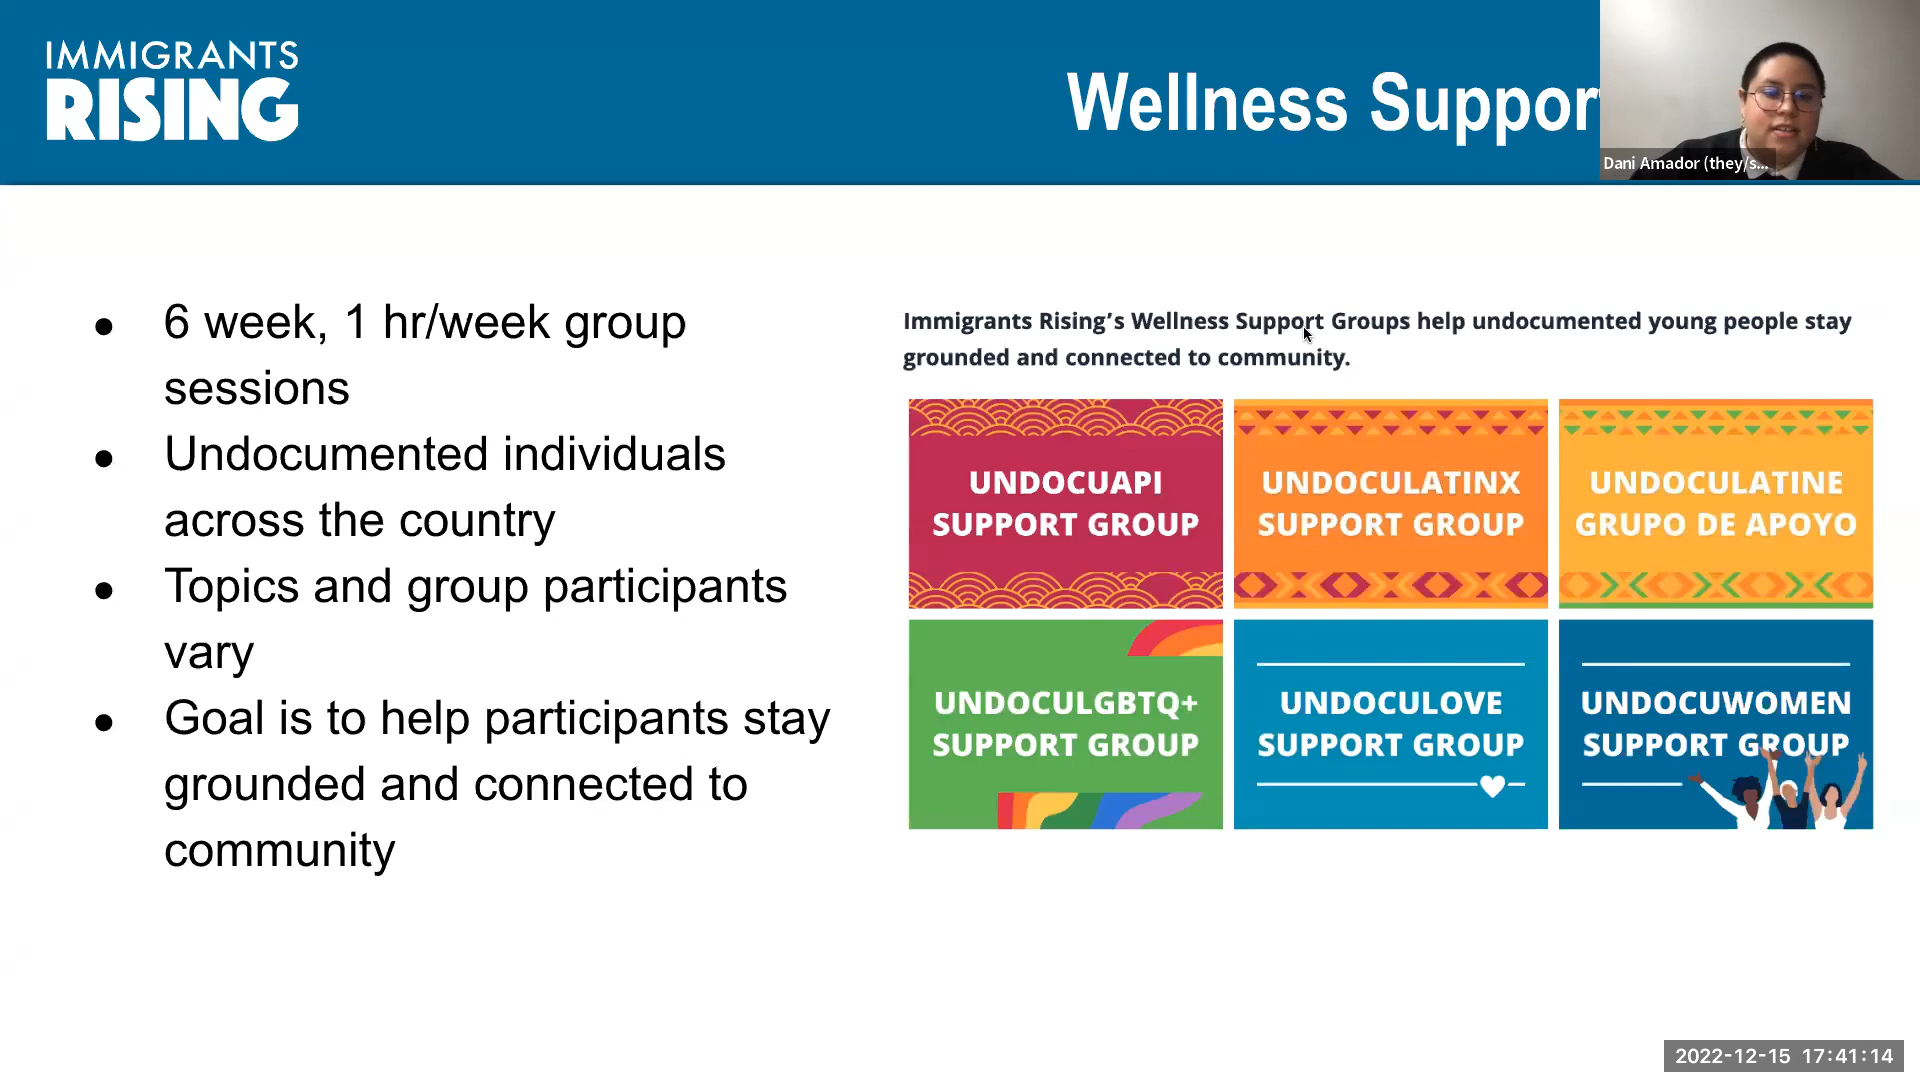 IMMIGRANTS
RISING
Wellness Suppor
Dani Amador (they/s...
● 6 week, 1 hr/week group
sessions
● Undocumented individuals
across the country
● Topics and group participants
vary
● Goal is to help participants stay
grounded and connected to
community
Immigrants Rising’s Wellness Support Groups help undocumented young people stay
grounded and connected to community.
UNDOCUAPI
SUPPORT GROUP
UNDOCULATINX
SUPPORT GROUP
UNDOCULATINE
GRUPO DE APOYO
UNDOCULGBTQ+
SUPPORT GROUP
UNDOCULOVE
SUPPORT GROUP
UNDOCUWOMEN
SUPPORT GROUP
2022-12-15 17:41:14